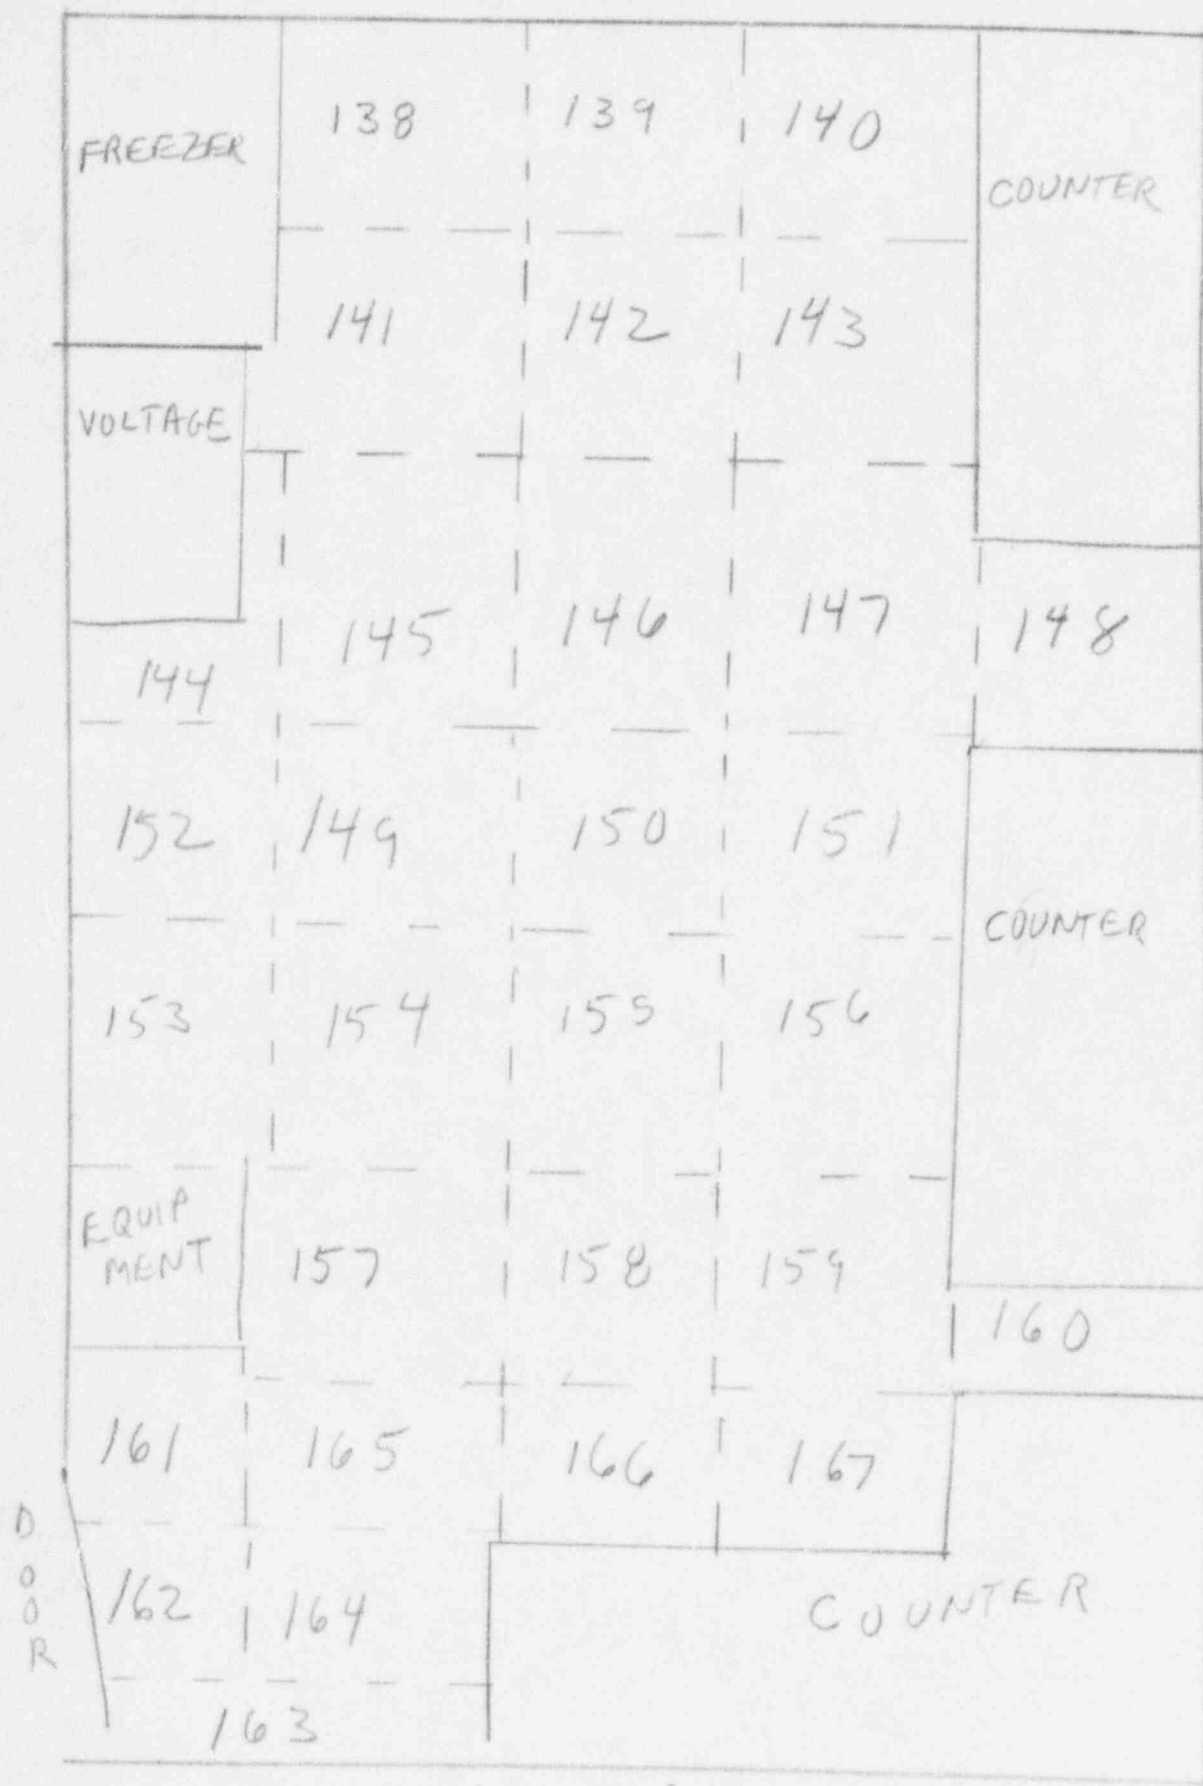 FREEZER 138 139 140 COUNTER
141 142 143
VOLTAGE
144 145 146 147 148
152 149 150 151
COUNTER
153 154 155 156
EQUIP
MENT
157 158 159
160
161 165 166 167
DOOR
162 164
COUNTER
163